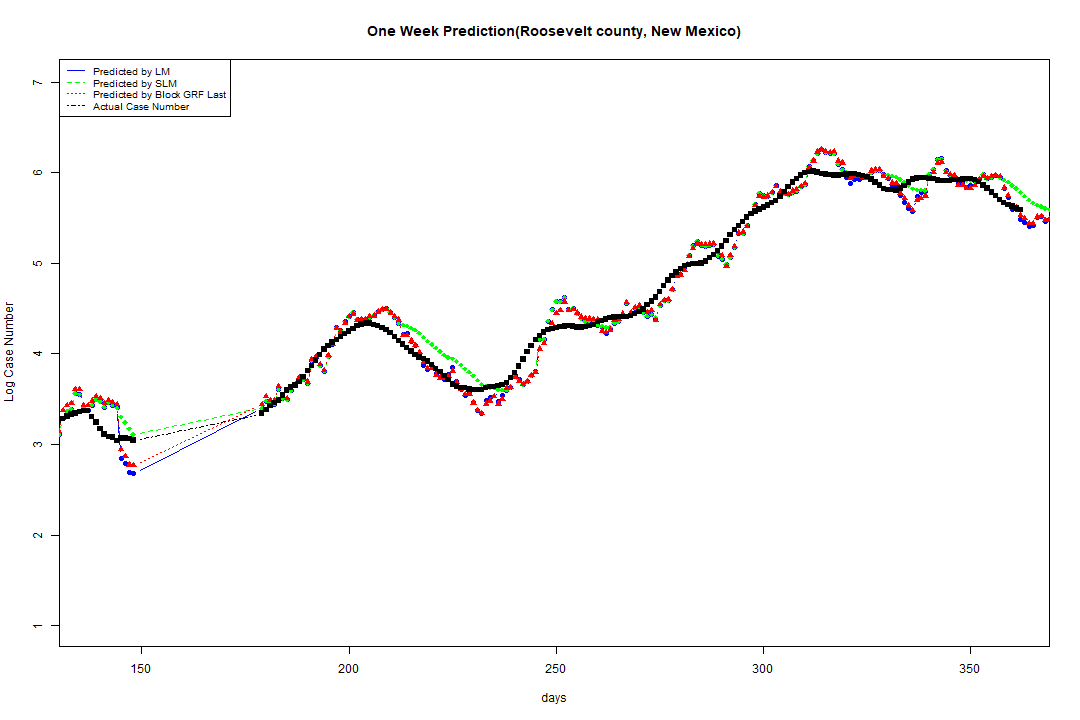 One Week Prediction(Roosevelt county, New Mexico)
Predicted by LM
Predicted by SLM
Predicted by Block GRF Last
Actual Case Number
7
6
5
4
3
2
1
Log Case Number
150 200 250 300 350
days